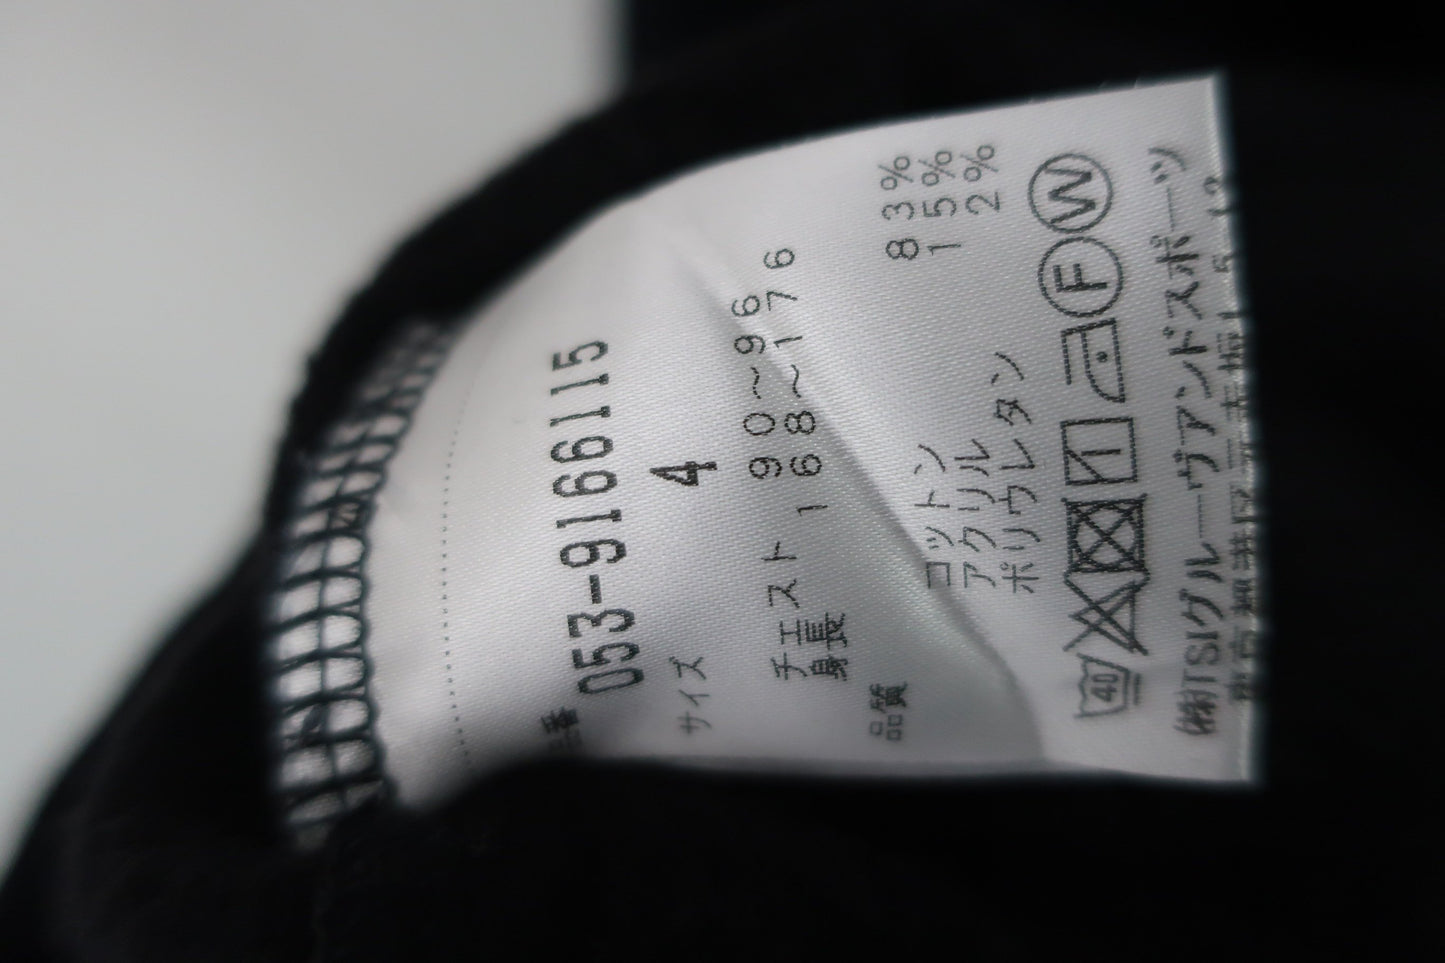 番 053-9166115
サイズ 4
チェスト 90~96
身長 168~176
品質
コットン 83%
アクリル 15%
ポリウレタン 2%
40 F W
(株)TSIグルーヴアンドスポーツ